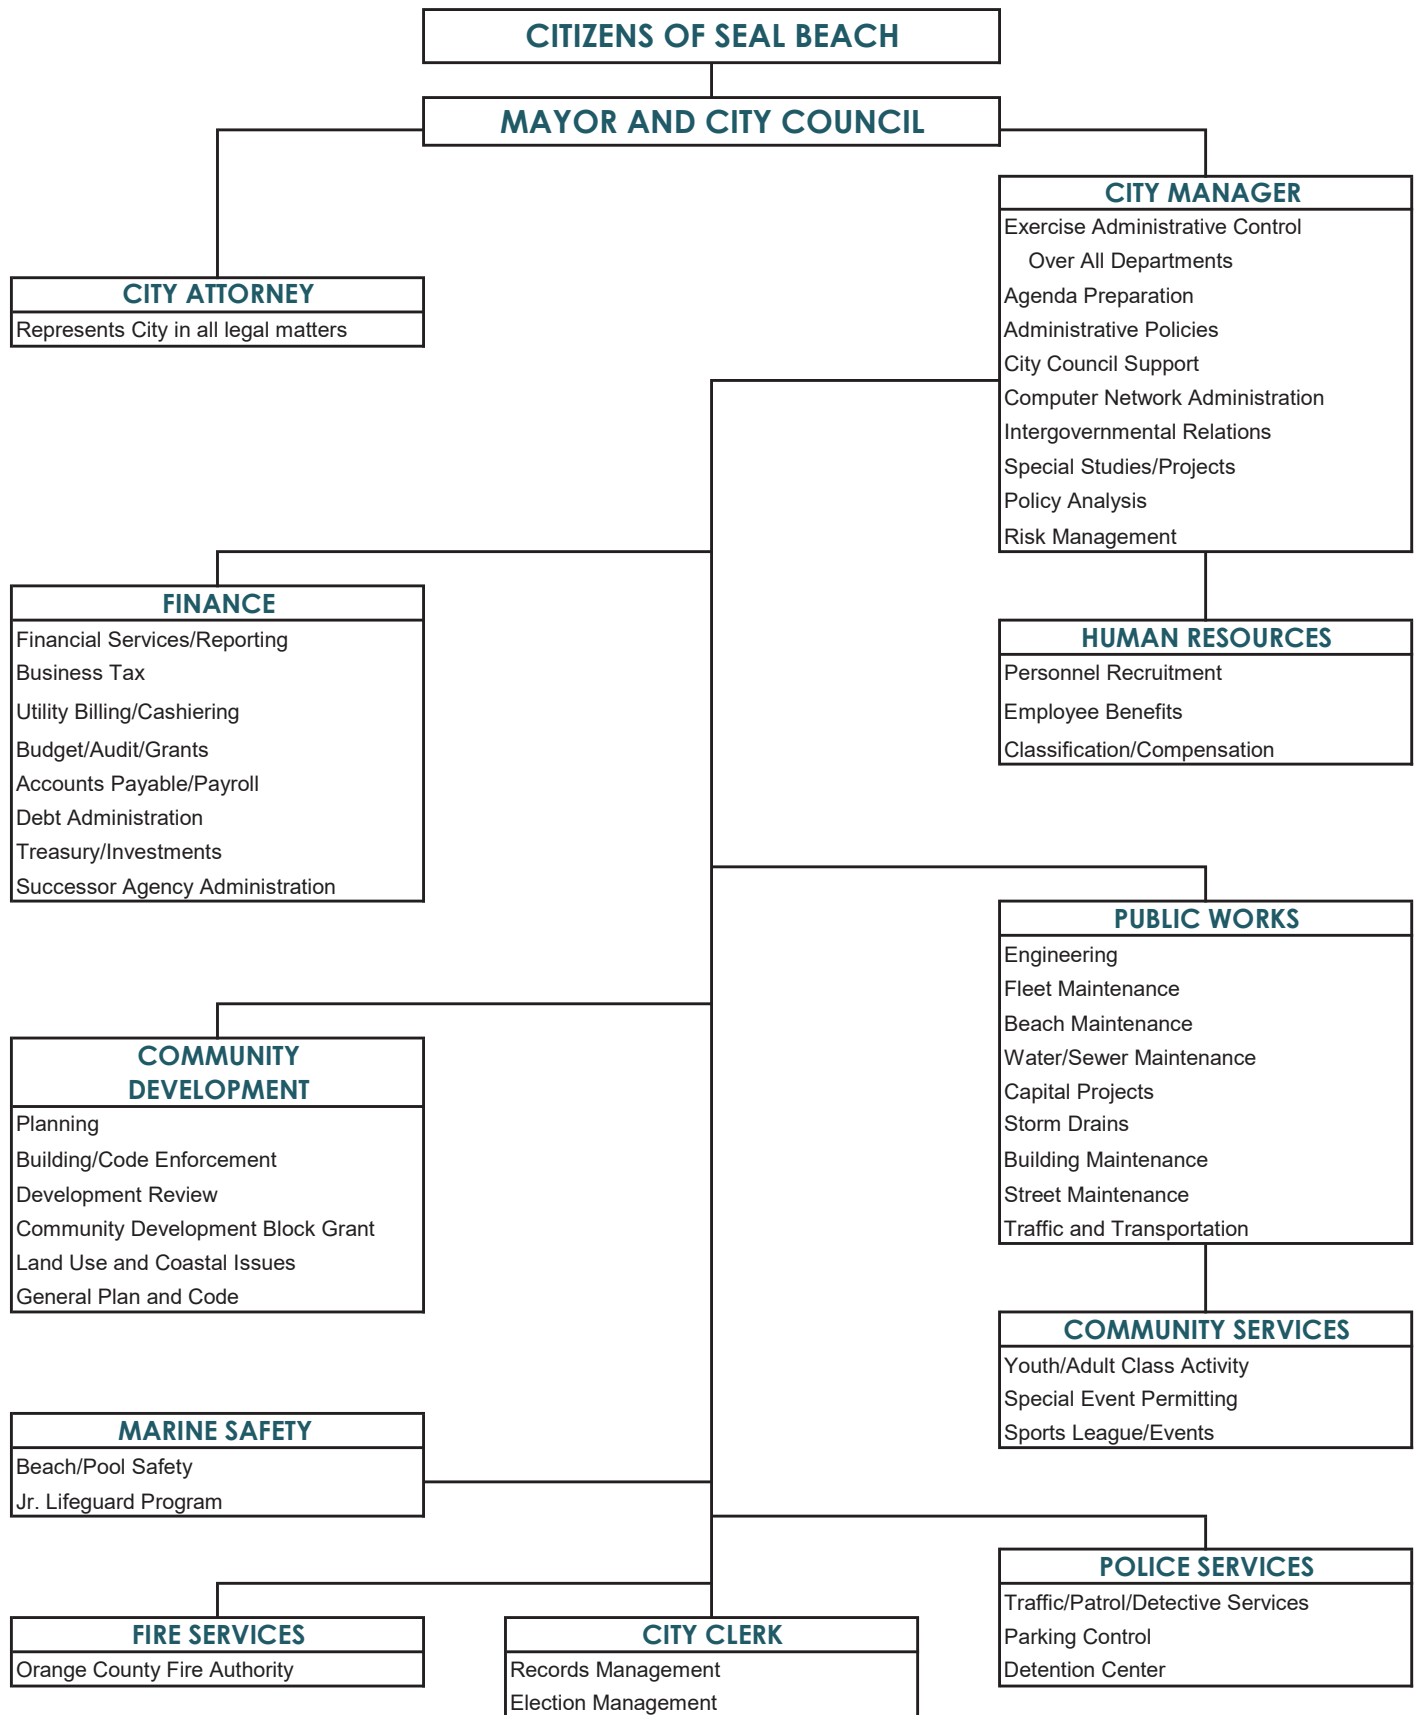 CITIZENS OF SEAL BEACH
MAYOR AND CITY COUNCIL
CITY MANAGER
Exercise Administrative Control
Over All Departments
Agenda Preparation
Administrative Policies
City Council Support
Computer Network Administration
Intergovernmental Relations
Special Studies/Projects
Policy Analysis
Risk Management
CITY ATTORNEY
Represents City in all legal matters
FINANCE
Financial Services/Reporting
Business Tax
Utility Billing/Cashiering
Budget/Audit/Grants
Accounts Payable/Payroll
Debt Administration
Treasury/Investments
Successor Agency Administration
HUMAN RESOURCES
Personnel Recruitment
Employee Benefits
Classification/Compensation
PUBLIC WORKS
Engineering
Fleet Maintenance
Beach Maintenance
Water/Sewer Maintenance
Capital Projects
Storm Drains
Building Maintenance
Street Maintenance
Traffic and Transportation
COMMUNITY
DEVELOPMENT
Planning
Building/Code Enforcement
Development Review
Community Development Block Grant
Land Use and Coastal Issues
General Plan and Code
COMMUNITY SERVICES
Youth/Adult Class Activity
Special Event Permitting
Sports League/Events
MARINE SAFETY
Beach/Pool Safety
Jr. Lifeguard Program
POLICE SERVICES
Traffic/Patrol/Detective Services
Parking Control
Detention Center
FIRE SERVICES
Orange County Fire Authority
CITY CLERK
Records Management
Election Management